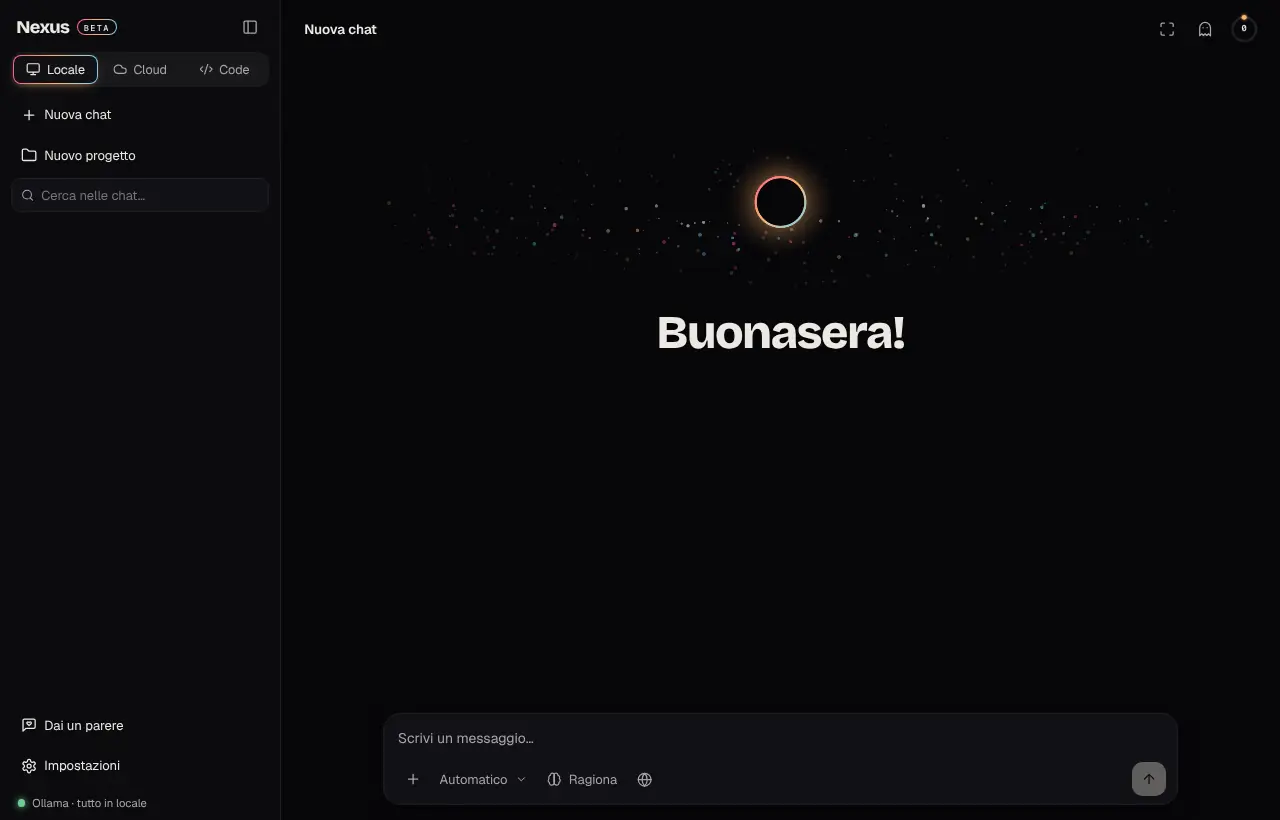 Nexus BETA
Locale Cloud Code
Nuova chat
Nuovo progetto
Cerca nelle chat…
Dai un parere
Impostazioni
Ollama · tutto in locale
Nuova chat
0
Buonasera!
Scrivi un messaggio…
Automatico Ragiona